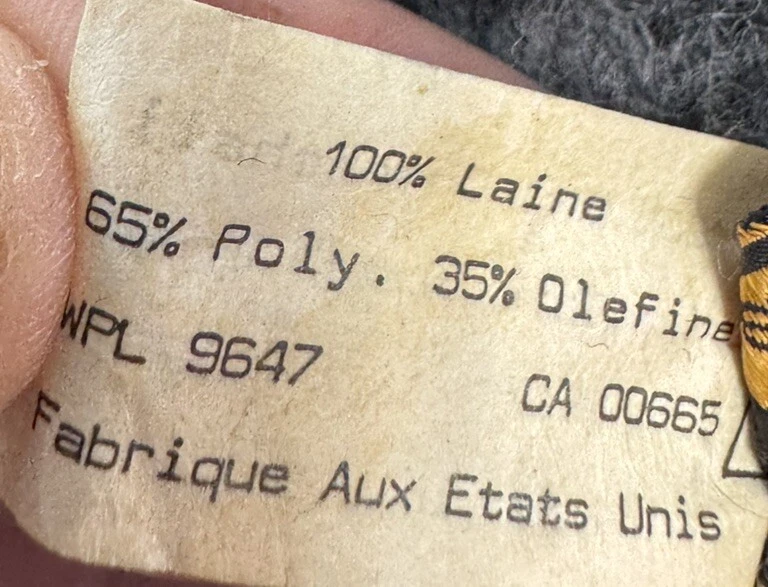 100% Laine
65% Poly. 35% Olefine
WPL 9647 CA 00665
Fabrique Aux Etats Unis